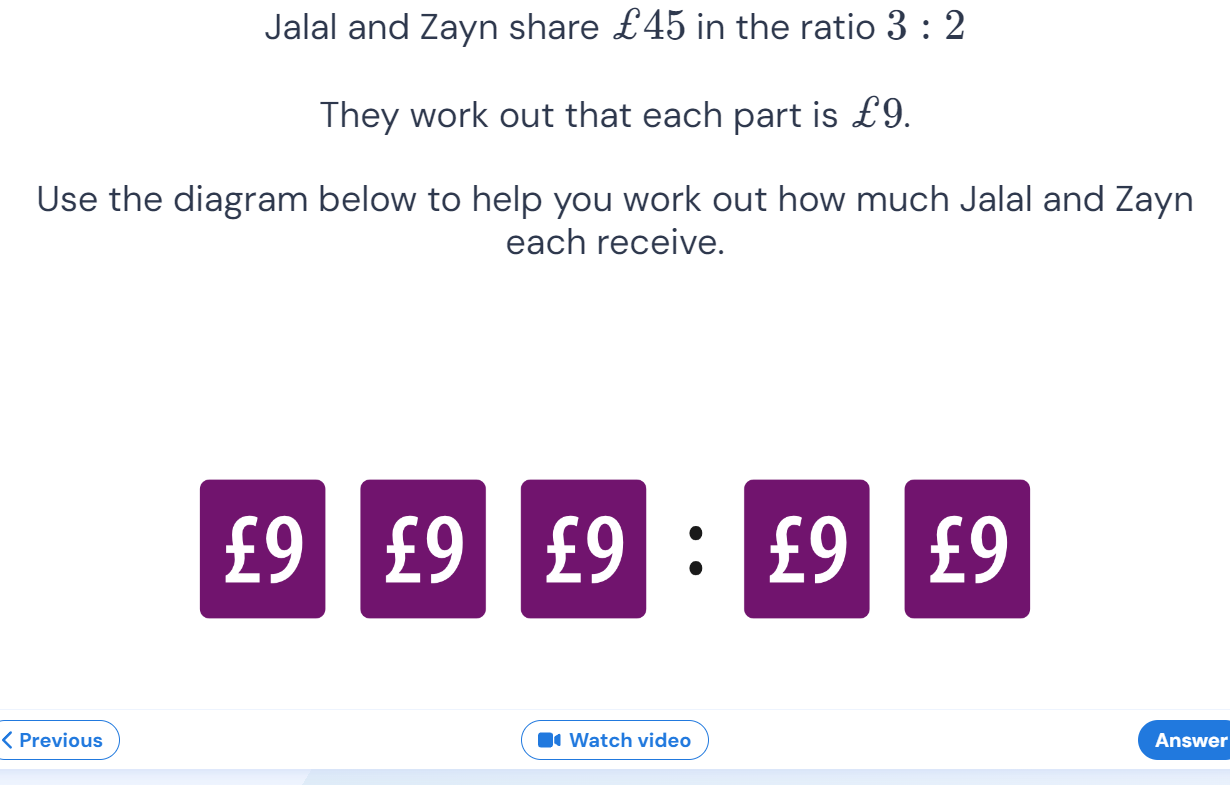 Jalal and Zayn share £45 in the ratio 3 : 2
They work out that each part is £9.
Use the diagram below to help you work out how much Jalal and Zayn
each receive.
£9 £9 £9 : £9 £9
Previous Watch video Answer